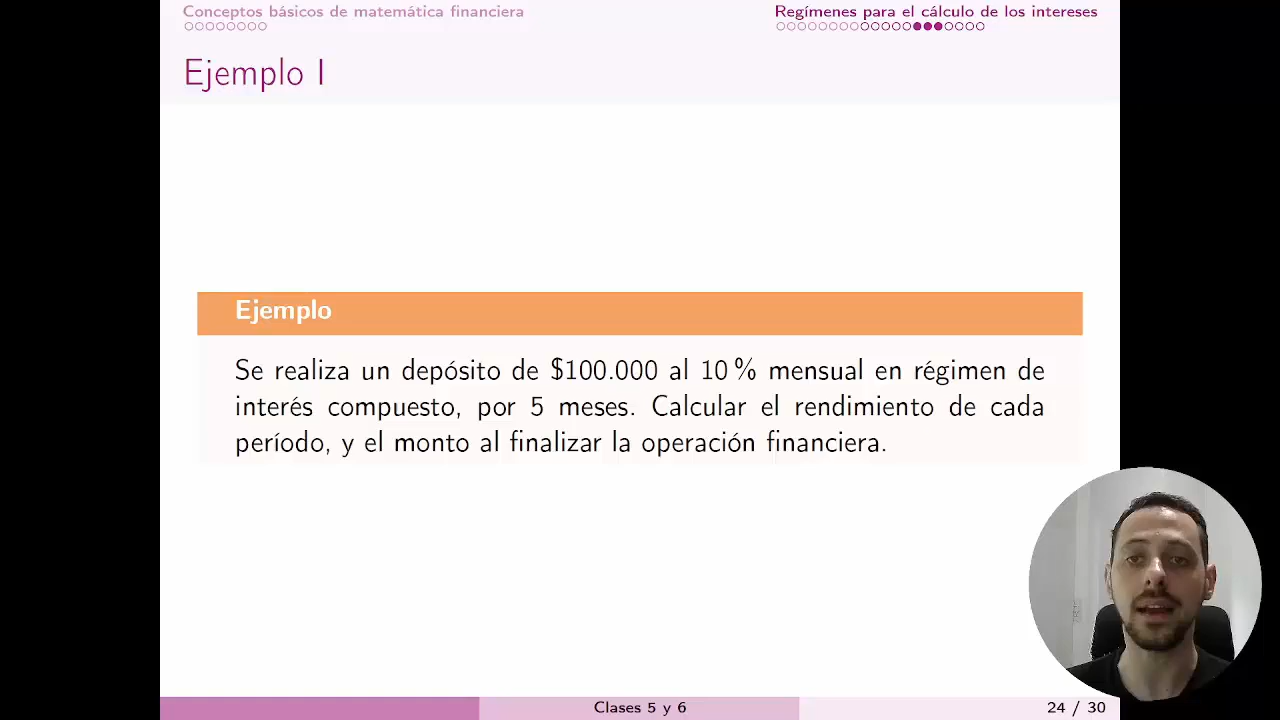 Conceptos básicos de matemática financiera
Regímenes para el cálculo de los intereses
Ejemplo I
Ejemplo
Se realiza un depósito de $100.000 al 10 % mensual en régimen de
interés compuesto, por 5 meses. Calcular el rendimiento de cada
período, y el monto al finalizar la operación financiera.
Clases 5 y 6
24 / 30